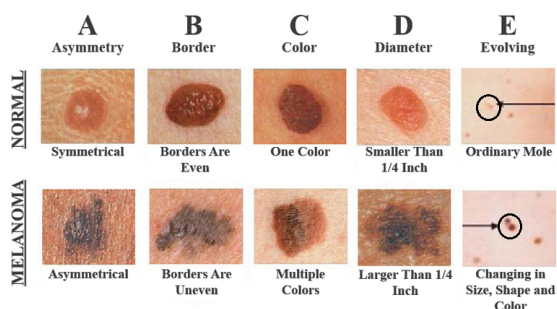 A B C D E
Asymmetry Border Color Diameter Evolving
NORMAL
Symmetrical Borders Are One Color Smaller Than Ordinary Mole
Even 1/4 Inch
MELANOMA
Asymmetrical Borders Are Multiple Larger Than 1/4 Changing in
Uneven Colors Inch Size, Shape and
Color